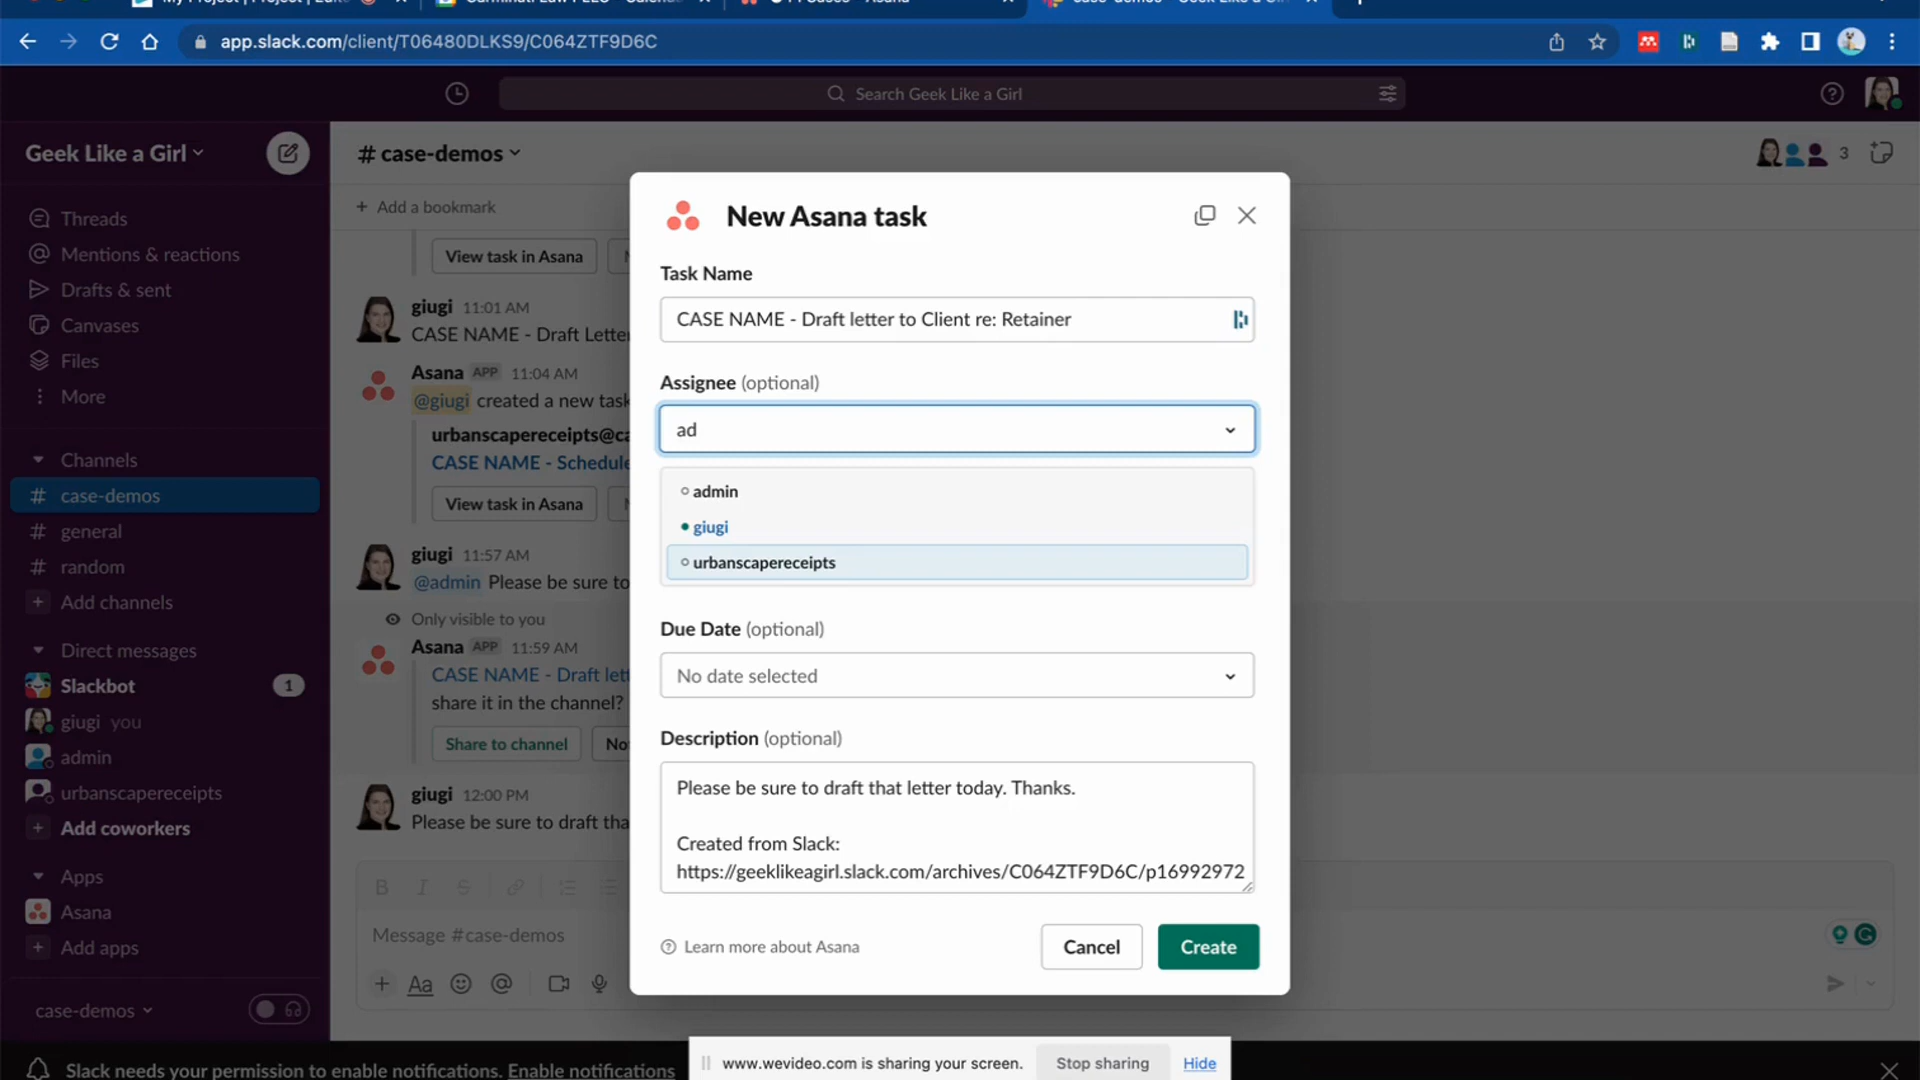 app.slack.com/client/T06480DLKS9/C064ZTF9D6C
Search Geek Like a Girl
Geek Like a Girl
Threads
Mentions & reactions
Drafts & sent
Canvases
Files
More
Channels
# case-demos
# general
# random
+ Add channels
Direct messages
Slackbot 1
giugi you
admin
urbanscapereceipts
+ Add coworkers
Apps
Asana
+ Add apps
case-demos
# case-demos
3
+ Add a bookmark
View task in Asana
giugi 11:01 AM
CASE NAME - Draft Letter
Asana APP 11:04 AM
@giugi created a new task
urbanscapereceipts@ca
CASE NAME - Schedule
View task in Asana
giugi 11:57 AM
@admin Please be sure to
Only visible to you
Asana APP 11:59 AM
CASE NAME - Draft lett
share it in the channel?
Share to channel
No
giugi 12:00 PM
Please be sure to draft tha
Message #case-demos
Aa
New Asana task
Task Name
CASE NAME - Draft letter to Client re: Retainer
Assignee (optional)
ad
admin
giugi
urbanscapereceipts
Due Date (optional)
No date selected
Description (optional)
Please be sure to draft that letter today. Thanks.
Created from Slack:
https://geeklikeagirl.slack.com/archives/C064ZTF9D6C/p16992972
Learn more about Asana
Cancel
Create
www.wevideo.com is sharing your screen.
Stop sharing
Hide
Slack needs your permission to enable notifications. Enable notifications